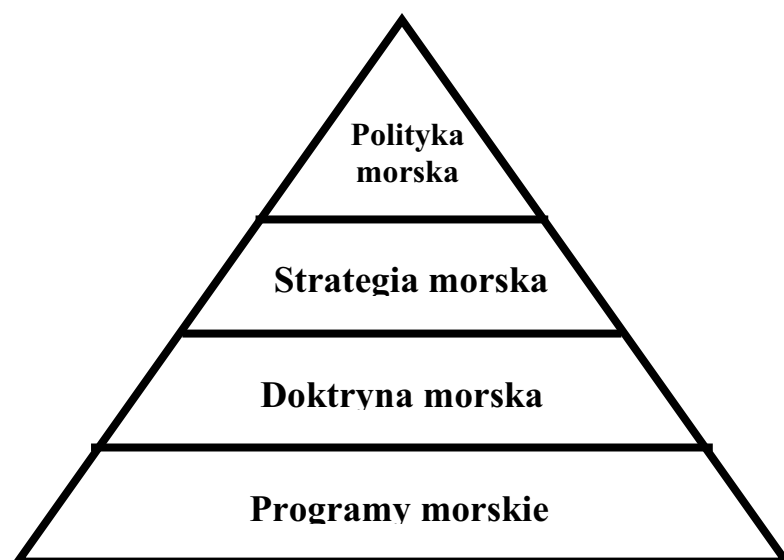 Polityka
morska
Strategia morska
Doktryna morska
Programy morskie